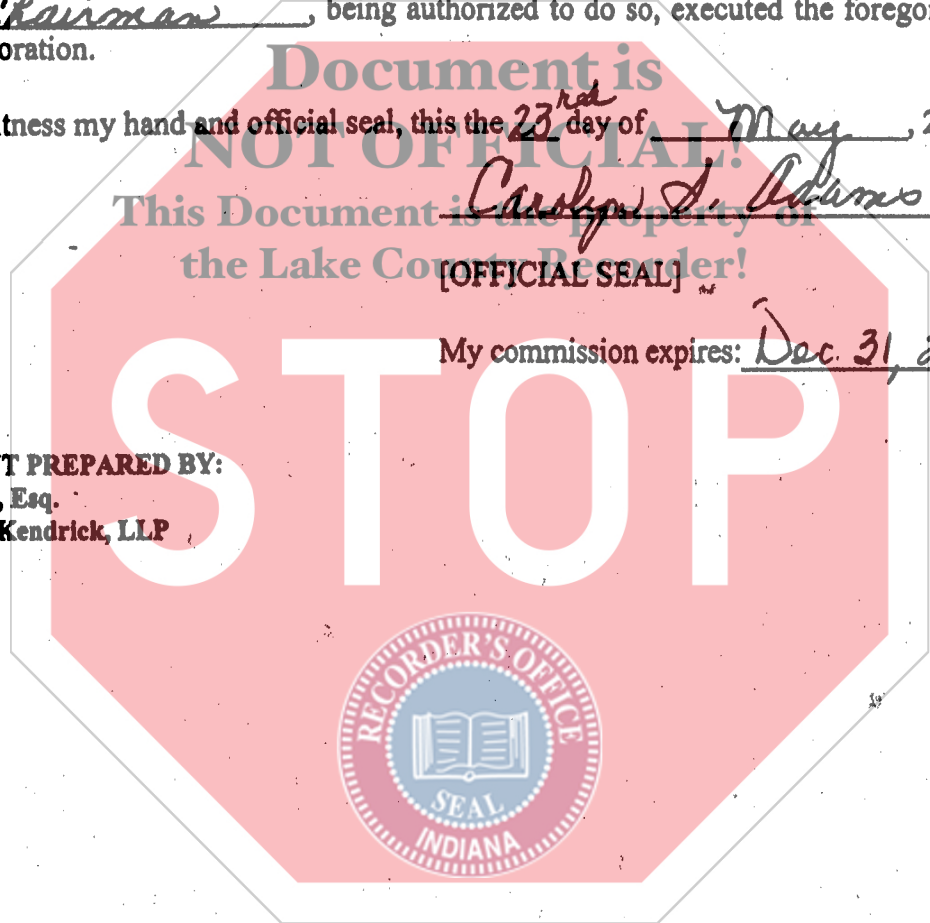 Chairman, being authorized to do so, executed the forego
oration.
Document is
tness my hand and official seal, this the 23rd day of May, 2
NOT OFFICIAL!
Carolyn S. Adams
This Document is the property of
the Lake County Recorder!
[OFFICIAL SEAL]
My commission expires: Dec. 31, 2
STOP
T PREPARED BY:
, Esq.
Kendrick, LLP
RECORDER'S OFFICE
SEAL
INDIANA